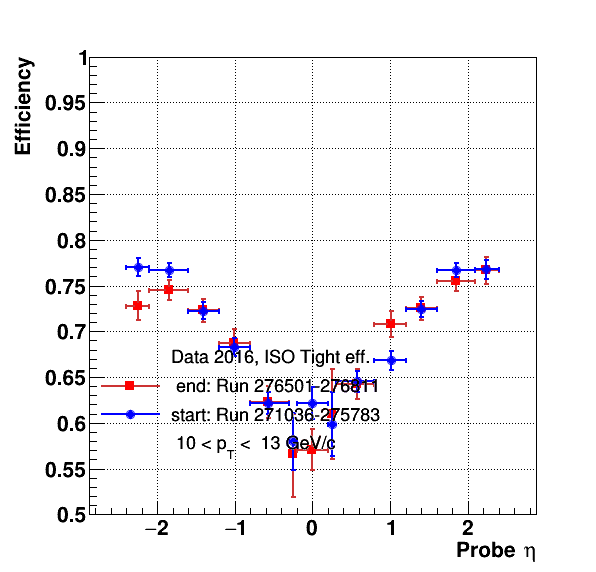 Efficiency
1
0.95
0.9
0.85
0.8
0.75
0.7
0.65
0.6
0.55
0.5
Data 2016, ISO Tight eff.
end: Run 276501-276811
start: Run 271036-275783
10 < pT < 13 GeV/c
−2 −1 0 1 2
Probe η